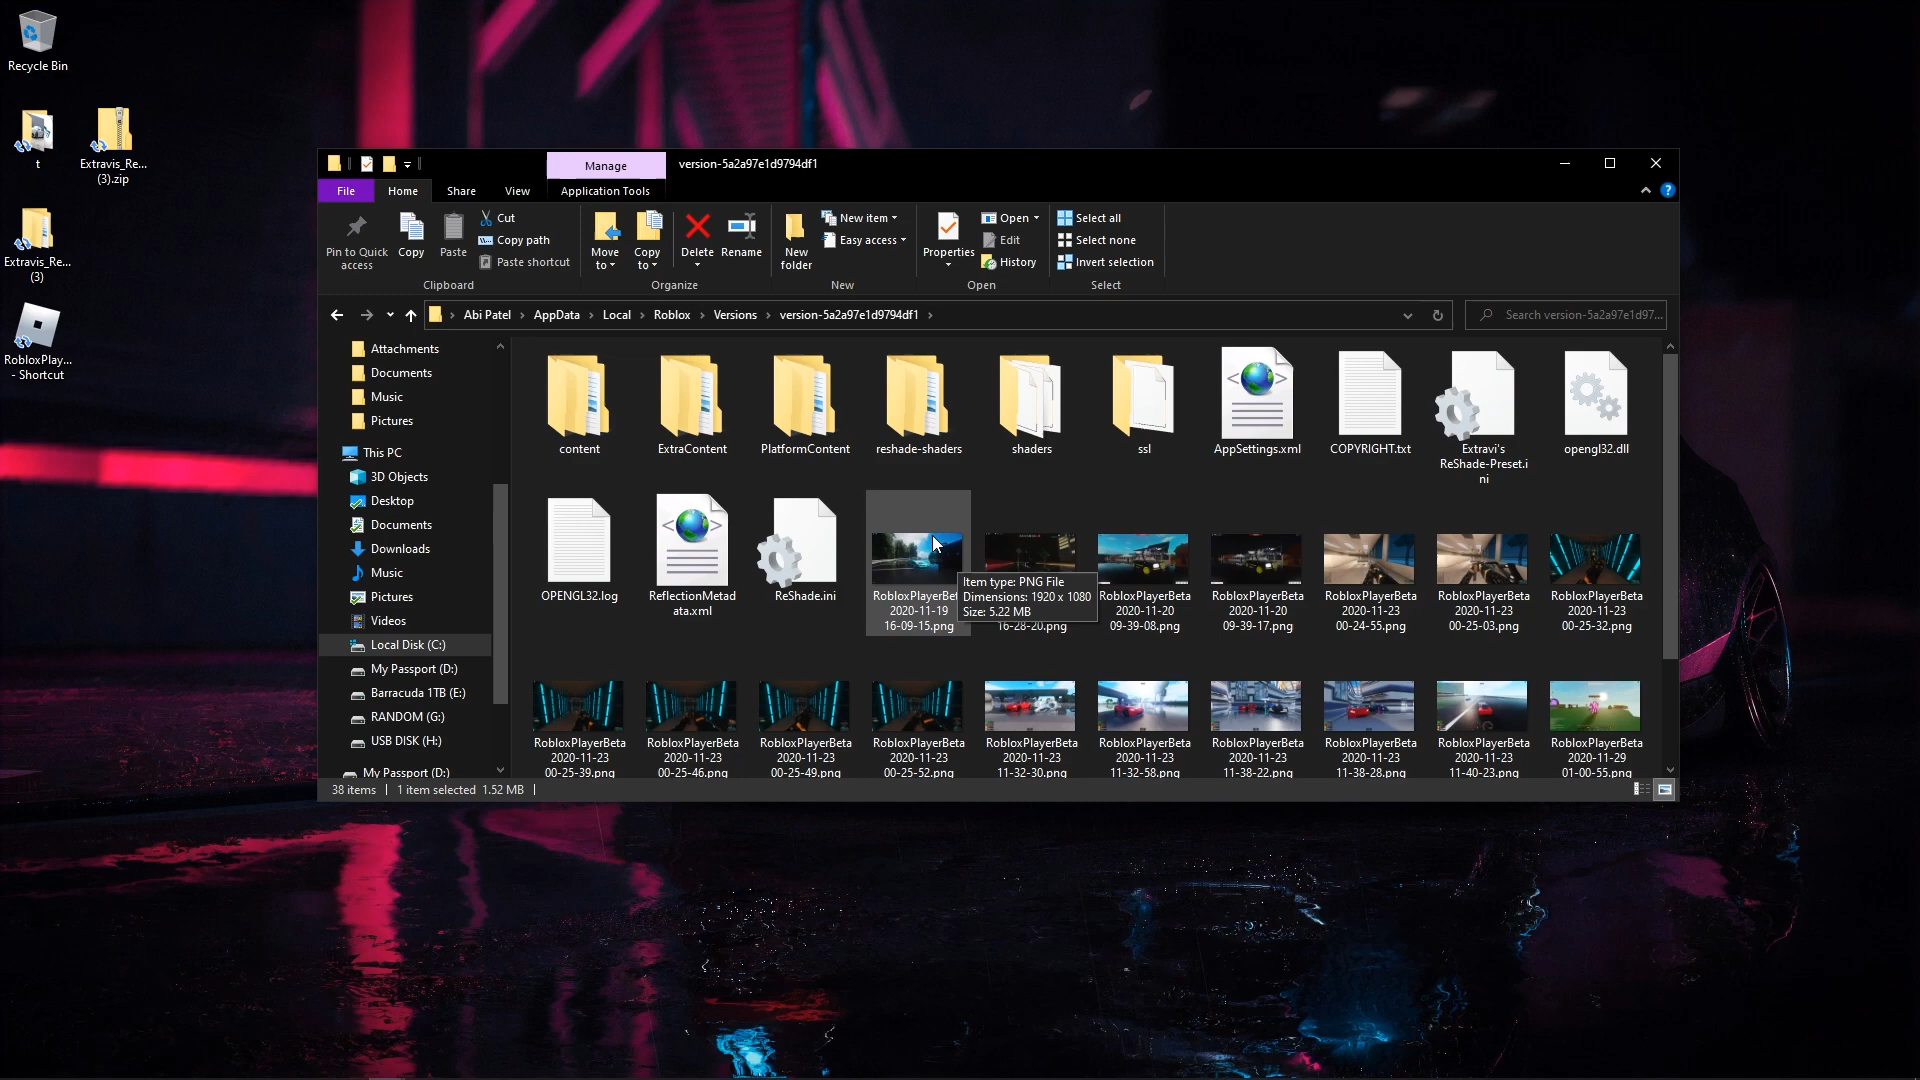 Recycle Bin
t
Extravis_Re...
(3).zip
Extravis_Re...
(3)
RobloxPlay...
- Shortcut
Manage
version-5a2a97e1d9794df1
File
Home
Share
View
Application Tools
Pin to Quick
access
Copy
Paste
Cut
Copy path
Paste shortcut
Clipboard
Move
to
Copy
to
Delete
Rename
Organize
New
folder
New item
Easy access
New
Properties
Open
Edit
History
Open
Select all
Select none
Invert selection
Select
Abi Patel > AppData > Local > Roblox > Versions > version-5a2a97e1d9794df1 >
Search version-5a2a97e1d97...
Attachments
Documents
Music
Pictures
This PC
3D Objects
Desktop
Documents
Downloads
Music
Pictures
Videos
Local Disk (C:)
My Passport (D:)
Barracuda 1TB (E:)
RANDOM (G:)
USB DISK (H:)
My Passport (D:)
content
ExtraContent
PlatformContent
reshade-shaders
shaders
ssl
AppSettings.xml
COPYRIGHT.txt
Extravi's
ReShade-Preset.i
ni
opengl32.dll
OPENGL32.log
ReflectionMetad
ata.xml
ReShade.ini
RobloxPlayerBet
2020-11-19
16-09-15.png
Item type: PNG File
Dimensions: 1920 x 1080
Size: 5.22 MB
16-28-20.png
RobloxPlayerBeta
2020-11-20
09-39-08.png
RobloxPlayerBeta
2020-11-20
09-39-17.png
RobloxPlayerBeta
2020-11-23
00-24-55.png
RobloxPlayerBeta
2020-11-23
00-25-03.png
RobloxPlayerBeta
2020-11-23
00-25-32.png
RobloxPlayerBeta
2020-11-23
00-25-39.png
RobloxPlayerBeta
2020-11-23
00-25-46.png
RobloxPlayerBeta
2020-11-23
00-25-49.png
RobloxPlayerBeta
2020-11-23
00-25-52.png
RobloxPlayerBeta
2020-11-23
11-32-30.png
RobloxPlayerBeta
2020-11-23
11-32-58.png
RobloxPlayerBeta
2020-11-23
11-38-22.png
RobloxPlayerBeta
2020-11-23
11-38-28.png
RobloxPlayerBeta
2020-11-23
11-40-23.png
RobloxPlayerBeta
2020-11-29
01-00-55.png
38 items
1 item selected 1.52 MB